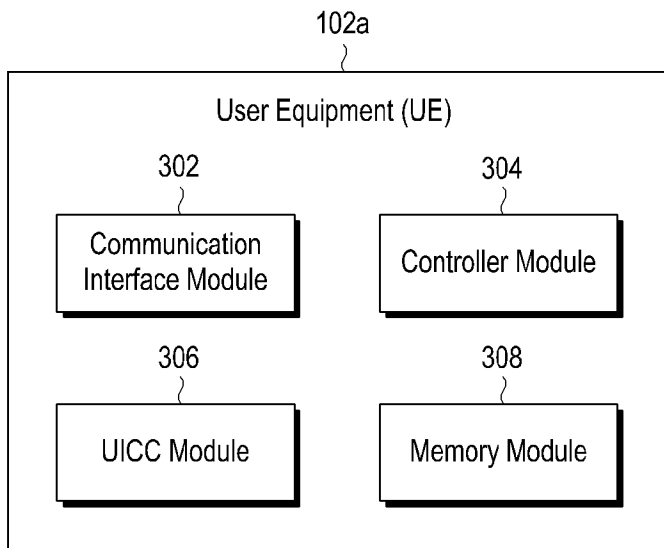 102a
User Equipment (UE)
302
304
Communication
Interface Module
Controller Module
306
308
UICC Module
Memory Module